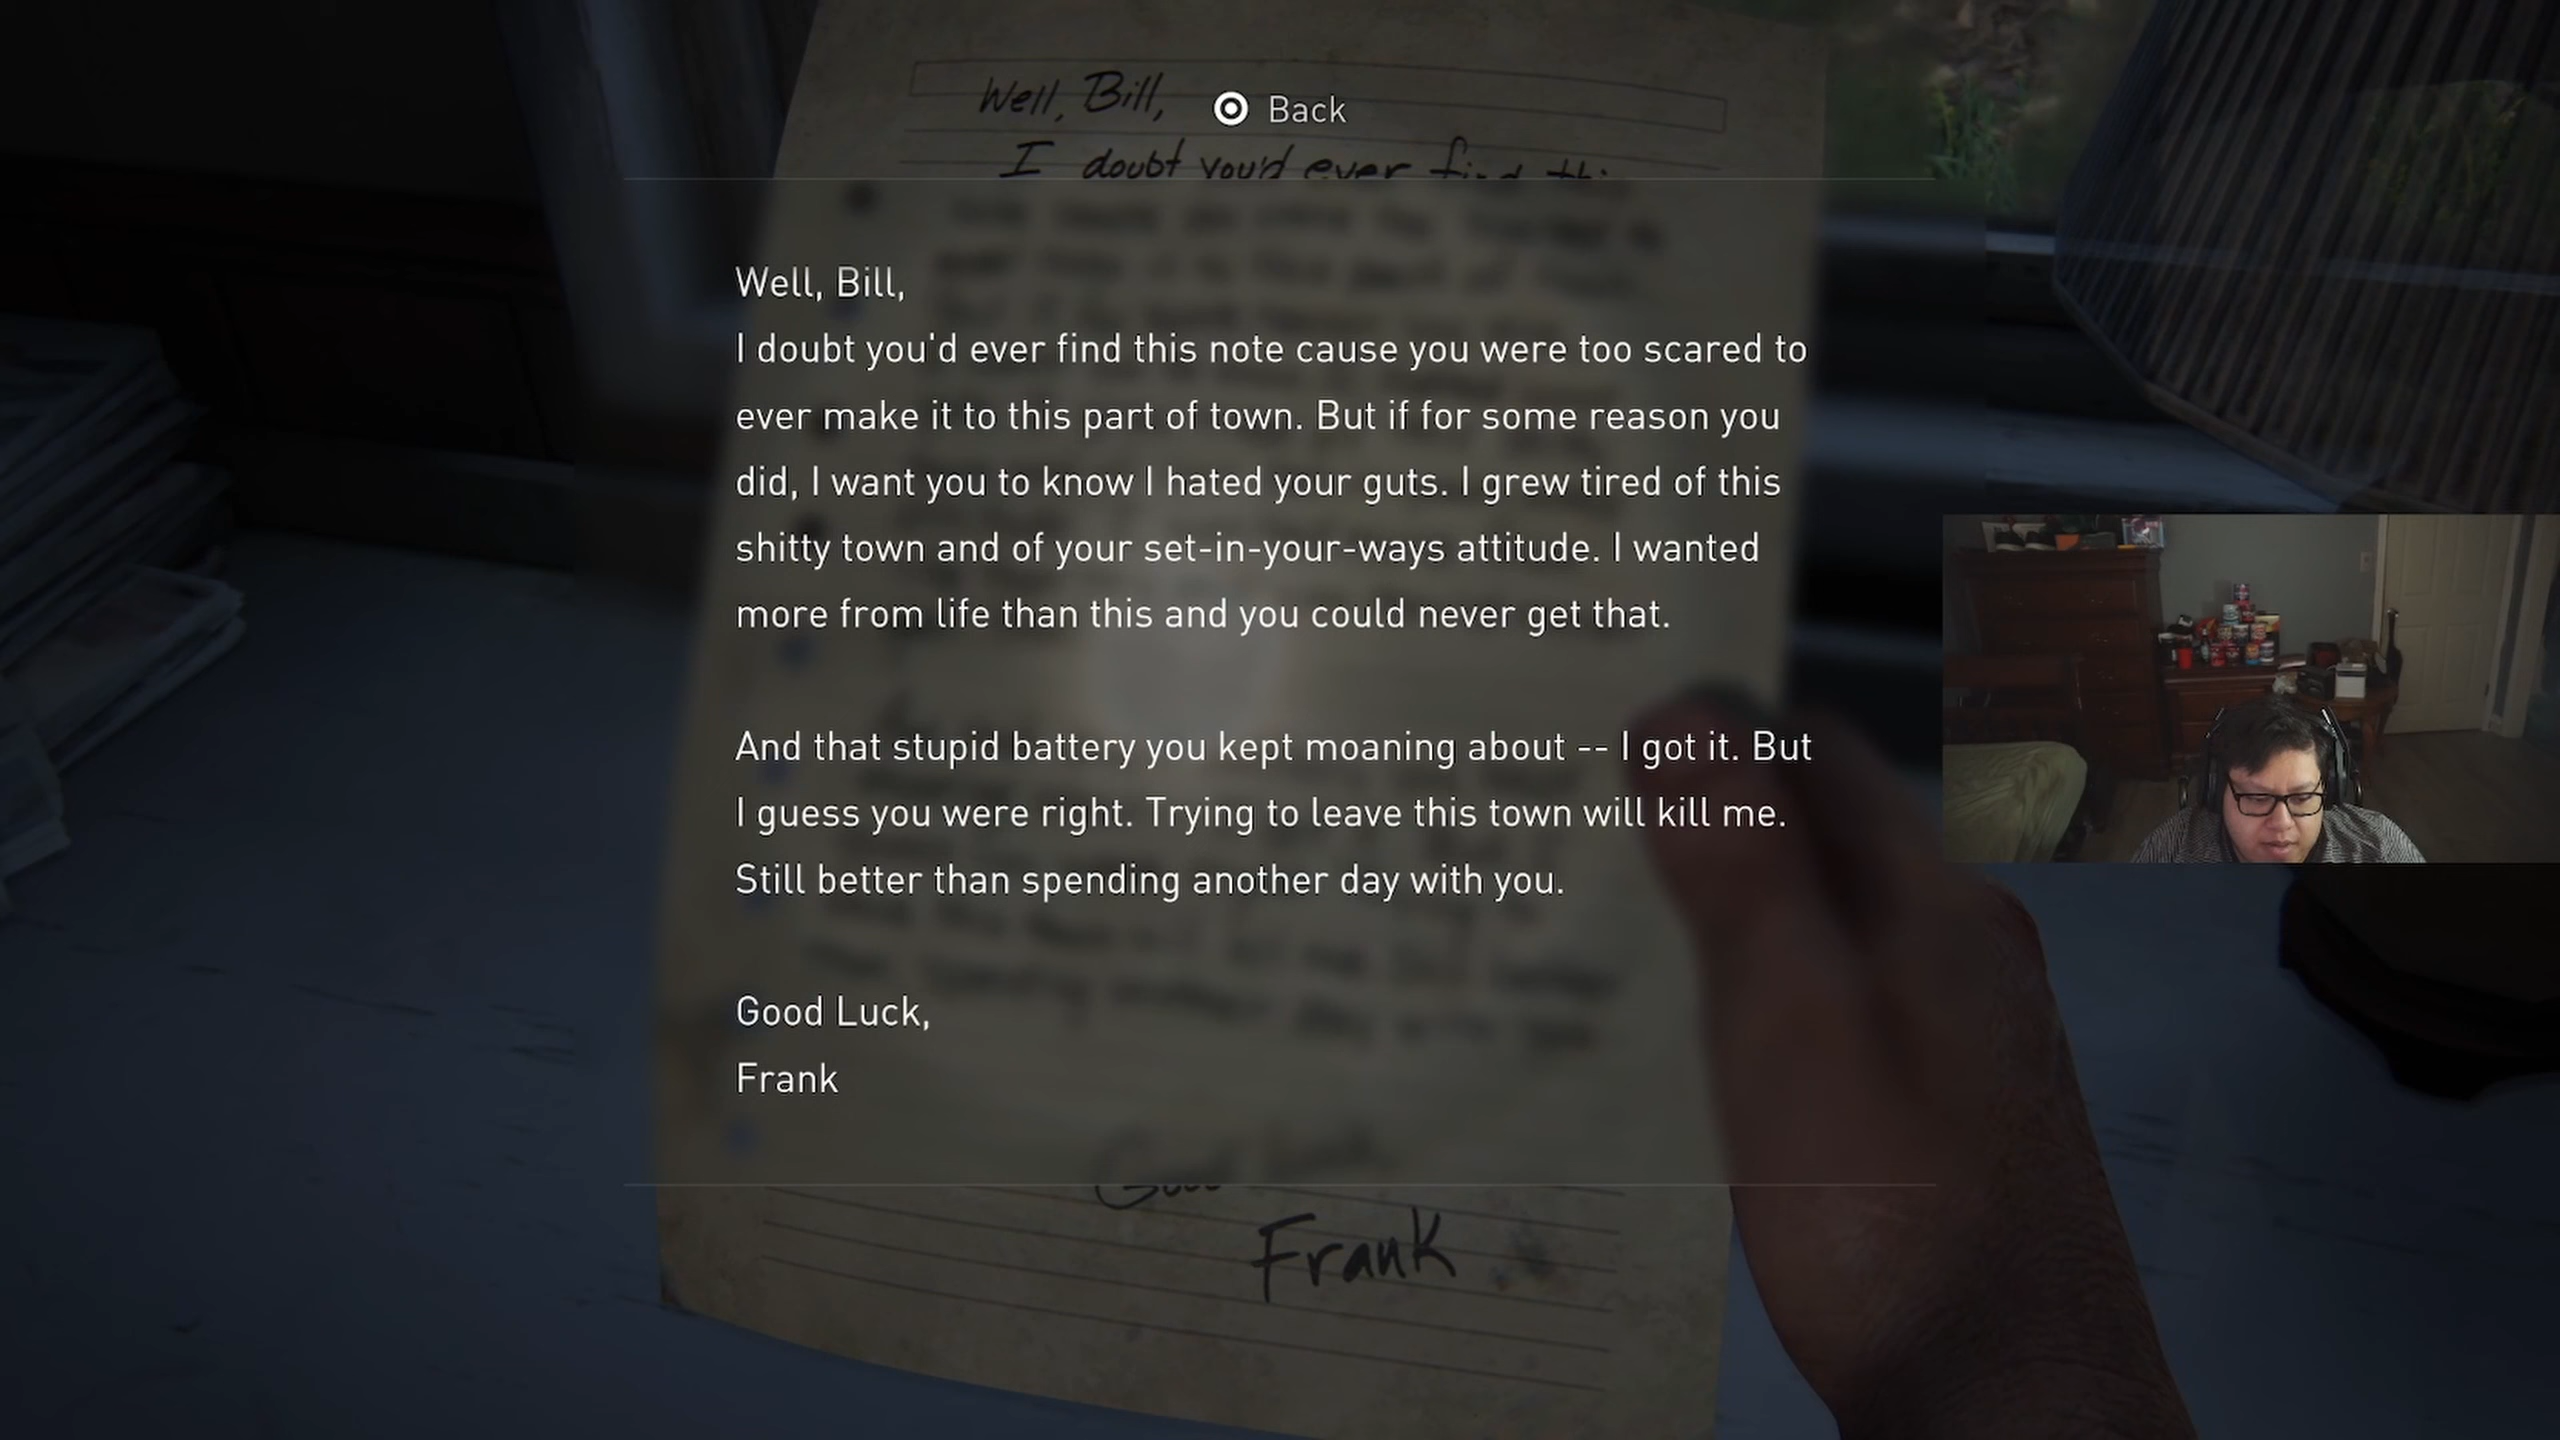 Well, Bill,
Back
I doubt you'd ever
Well, Bill,
I doubt you'd ever find this note cause you were too scared to
ever make it to this part of town. But if for some reason you
did, I want you to know I hated your guts. I grew tired of this
shitty town and of your set-in-your-ways attitude. I wanted
more from life than this and you could never get that.
And that stupid battery you kept moaning about -- I got it. But
I guess you were right. Trying to leave this town will kill me.
Still better than spending another day with you.
Good Luck,
Frank
Good
Frank